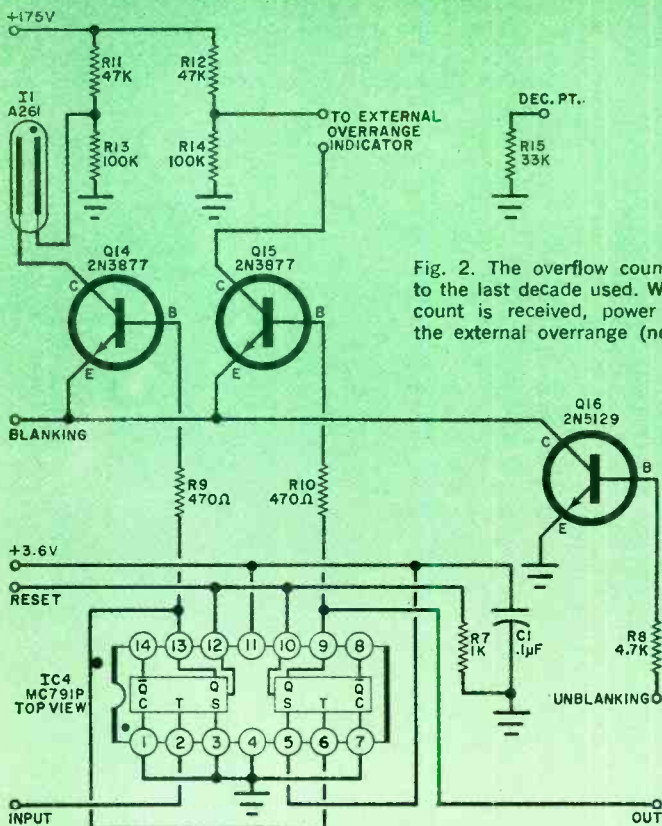 +175V
R11
47K
R12
47K
I1
A261
R13
100K
R14
100K
TO EXTERNAL
OVERRANGE
INDICATOR
DEC. PT.
R15
33K
Q14
2N3877
Q15
2N3877
C
B
E
C
B
E
Fig. 2. The overflow coun
to the last decade used. W
count is received, power
the external overrange (ne
Q16
2N5129
C
B
E
BLANKING
R9
470Ω
R10
470Ω
+3.6V
RESET
R7
1K
C1
.1µF
R8
4.7K
UNBLANKING
IC4
MC791P
TOP VIEW
14 13 12 11 10 9 8
Q̅ Q Q Q̅
C T S S T C
1 2 3 4 5 6 7
INPUT
OUT